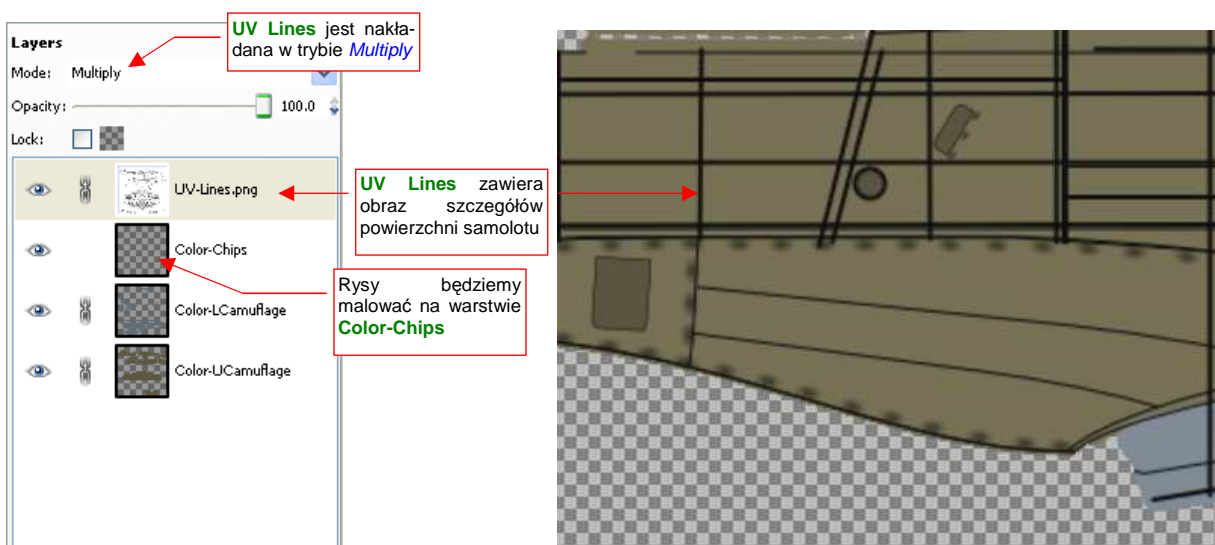 UV Lines jest nakła-
dana w trybie Multiply
Layers
Mode: Multiply
Opacity: 100.0
Lock:
UV-Lines.png
UV Lines zawiera
obraz szczegółów
powierzchni samolotu
Color-Chips
Rysy będziemy
malować na warstwie
Color-Chips
Color-LCamuflage
Color-UCamuflage